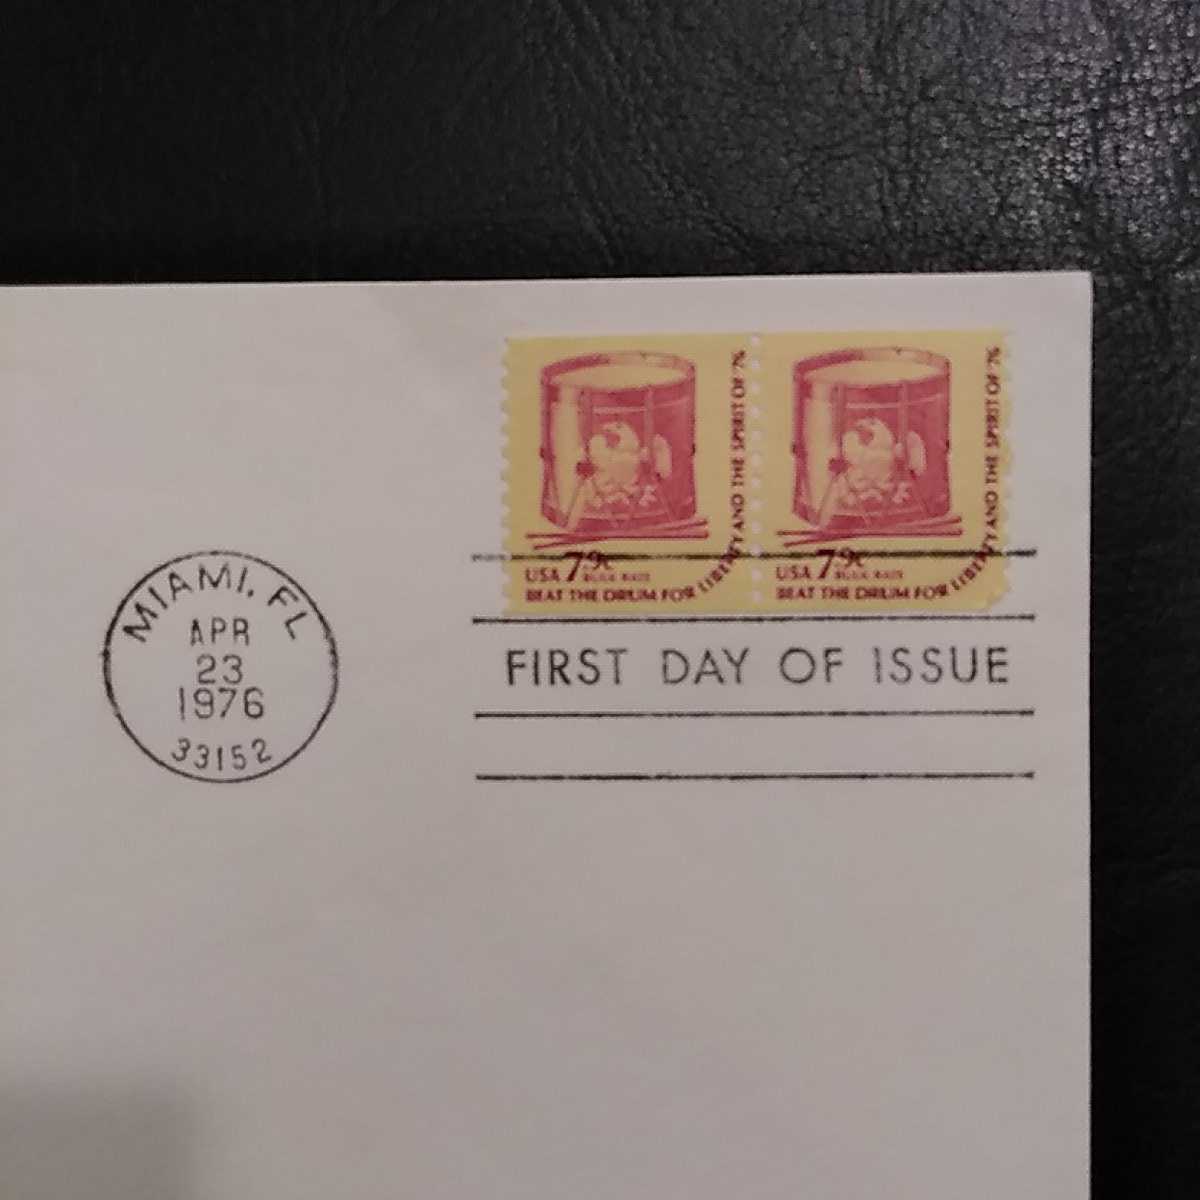 USA 7.9c
BULK RATE
BEAT THE DRUM FOR LIBERTY AND THE SPIRIT OF '76
USA 7.9c
BULK RATE
BEAT THE DRUM FOR LIBERTY AND THE SPIRIT OF '76
MIAMI, FL
APR
23
1976
33152
FIRST DAY OF ISSUE